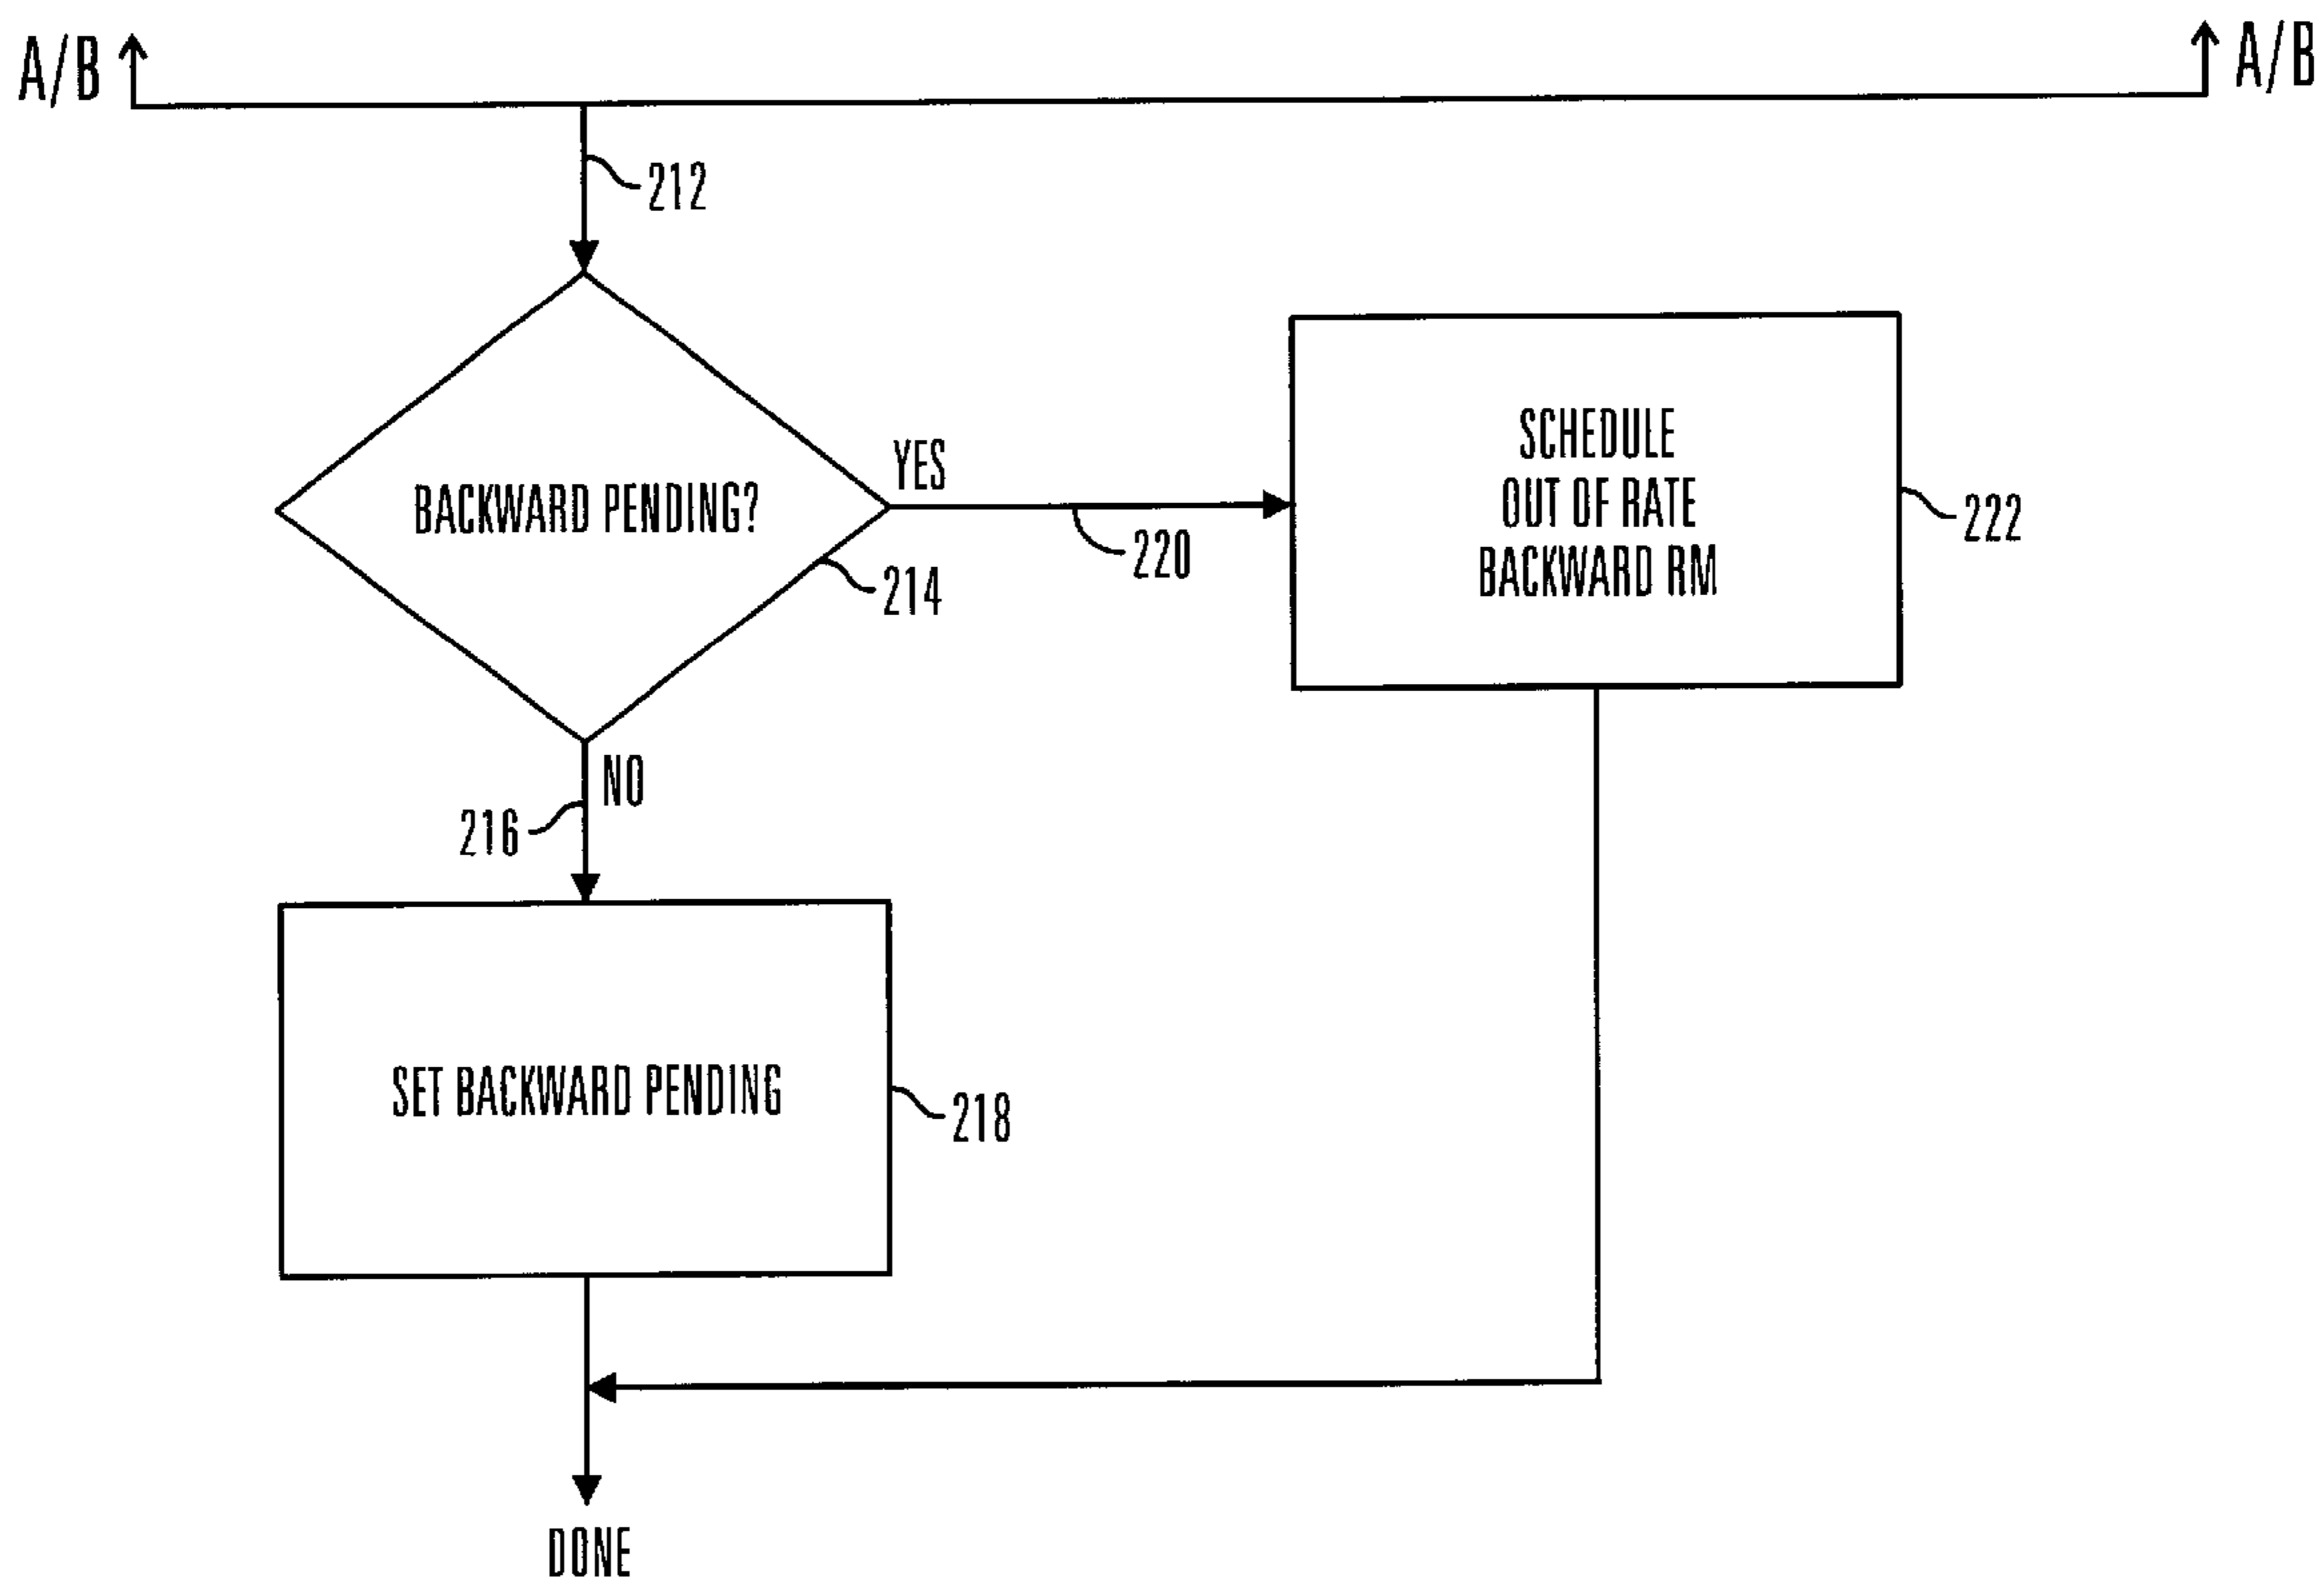 A/B
A/B
212
BACKWARD PENDING?
YES
214
220
SCHEDULE
OUT OF RATE
BACKWARD RM
222
NO
216
SET BACKWARD PENDING
218
DONE